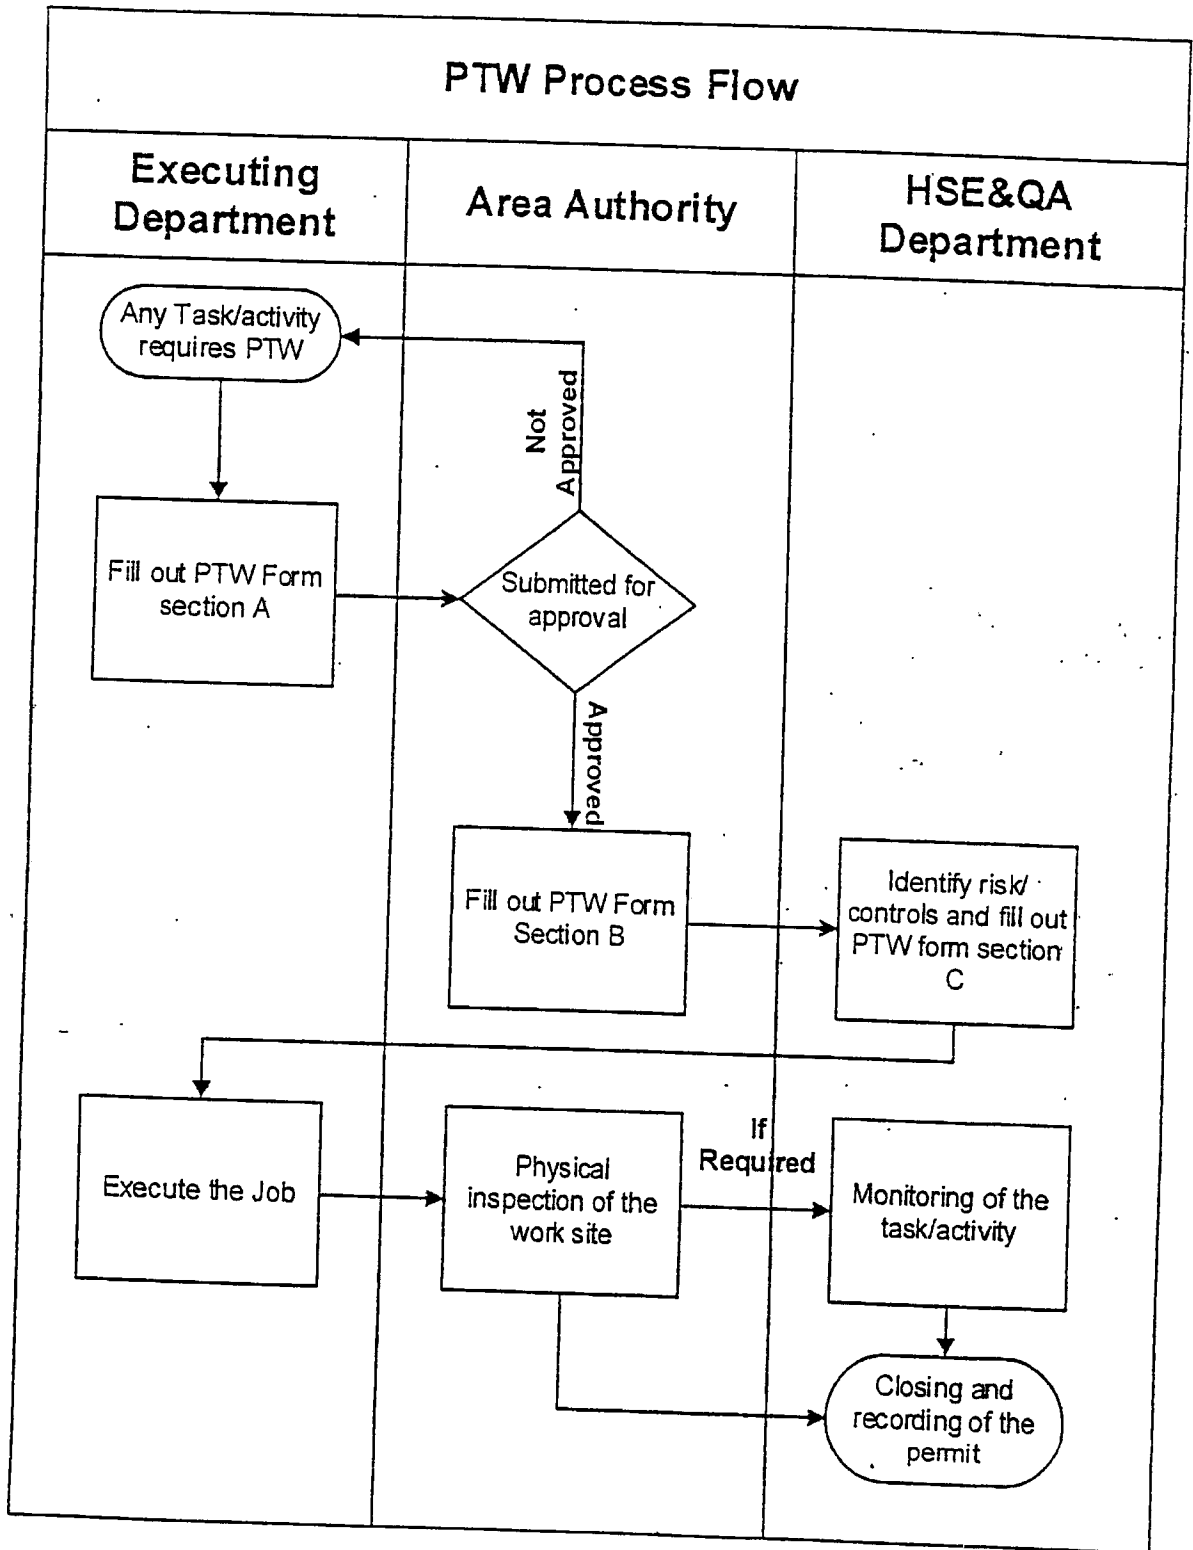 PTW Process Flow
Executing
Department
Area Authority
HSE&QA
Department
Any Task/activity
requires PTW
Not
Approved
Fill out PTW Form
section A
Submitted for
approval
Approved
Fill out PTW Form
Section B
Identify risk/
controls and fill out
PTW form section
C
Execute the Job
Physical
inspection of the
work site
If
Required
Monitoring of the
task/activity
Closing and
recording of the
permit